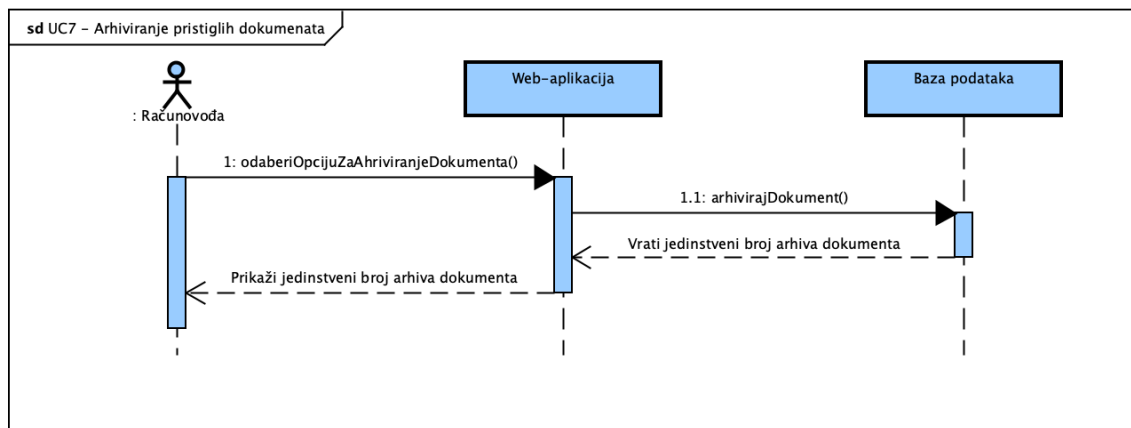 sd UC7 – Arhiviranje pristiglih dokumenata
: Računovođa
Web-aplikacija
Baza podataka
1: odaberiOpcijuZaAhriviranjeDokumenta()
1.1: arhivirajDokument()
Vrati jedinstveni broj arhiva dokumenta
Prikaži jedinstveni broj arhiva dokumenta